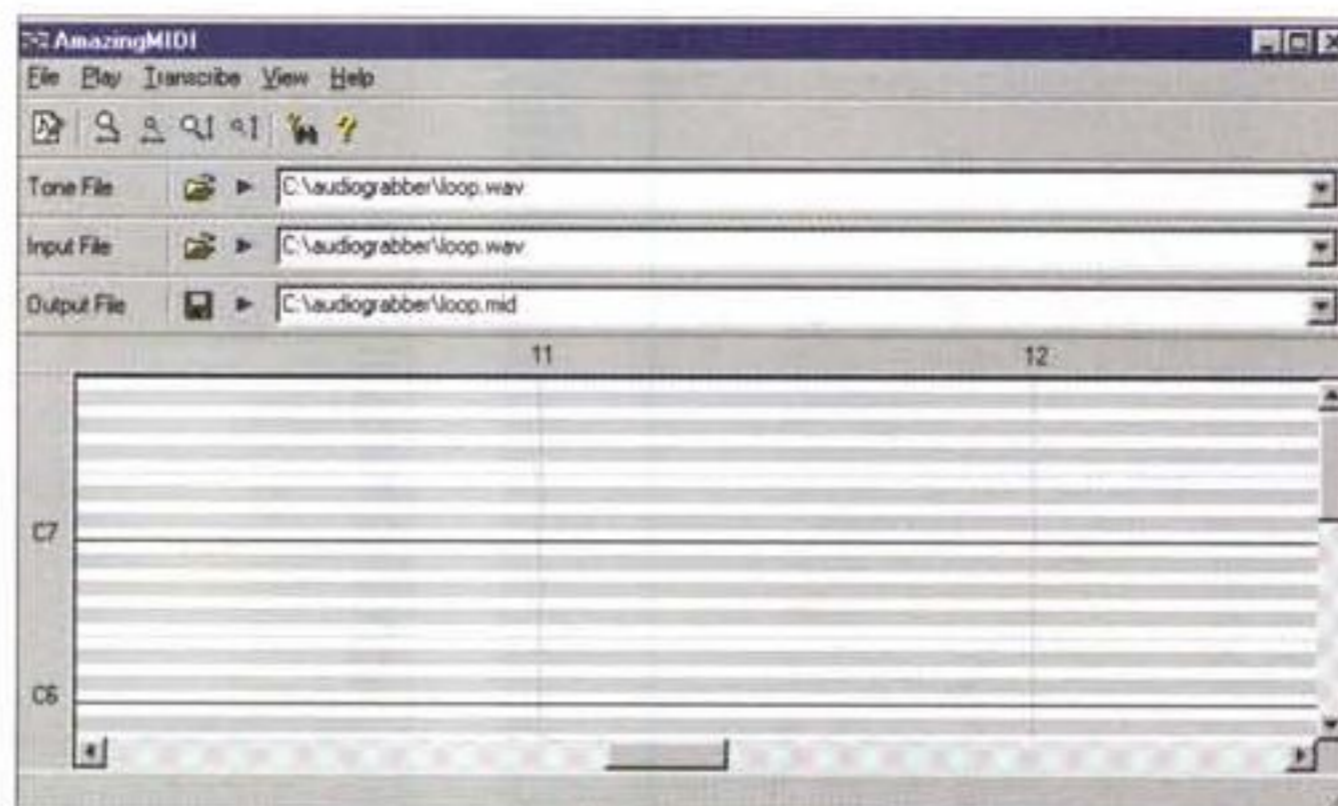 AmazingMIDI
File Play Transcribe View Help
Tone File C:\audiograbber\loop.wav
Input File C:\audiograbber\loop.wav
Output File C:\audiograbber\loop.mid
11 12
C7
C6